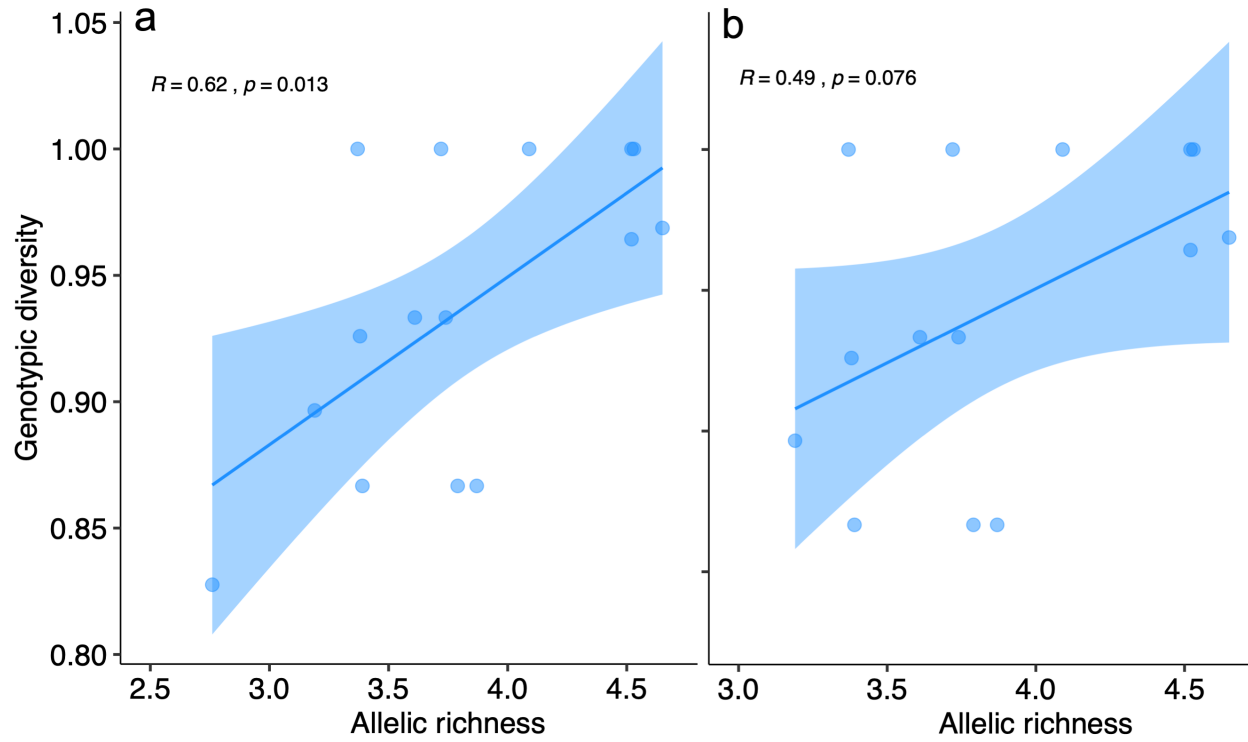 a
R = 0.62 , p = 0.013
1.05
1.00
0.95
0.90
0.85
0.80
Genotypic diversity
2.5 3.0 3.5 4.0 4.5
Allelic richness
b
R = 0.49 , p = 0.076
3.0 3.5 4.0 4.5
Allelic richness